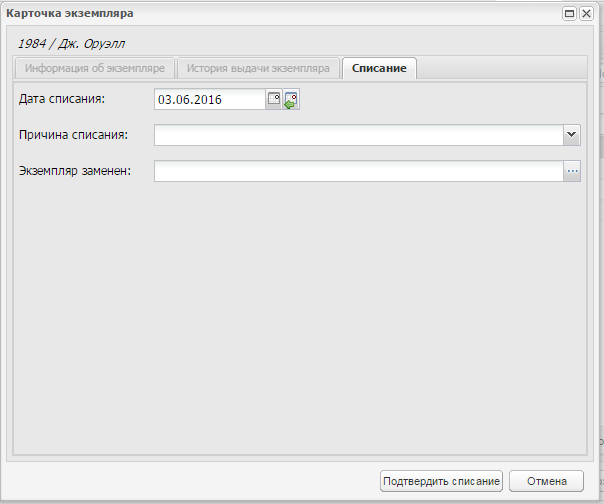 Карточка экземпляра
1984 / Дж. Оруэлл
Информация об экземпляре История выдачи экземпляра Списание
Дата списания: 03.06.2016
Причина списания:
Экземпляр заменен: ...
Подтвердить списание Отмена